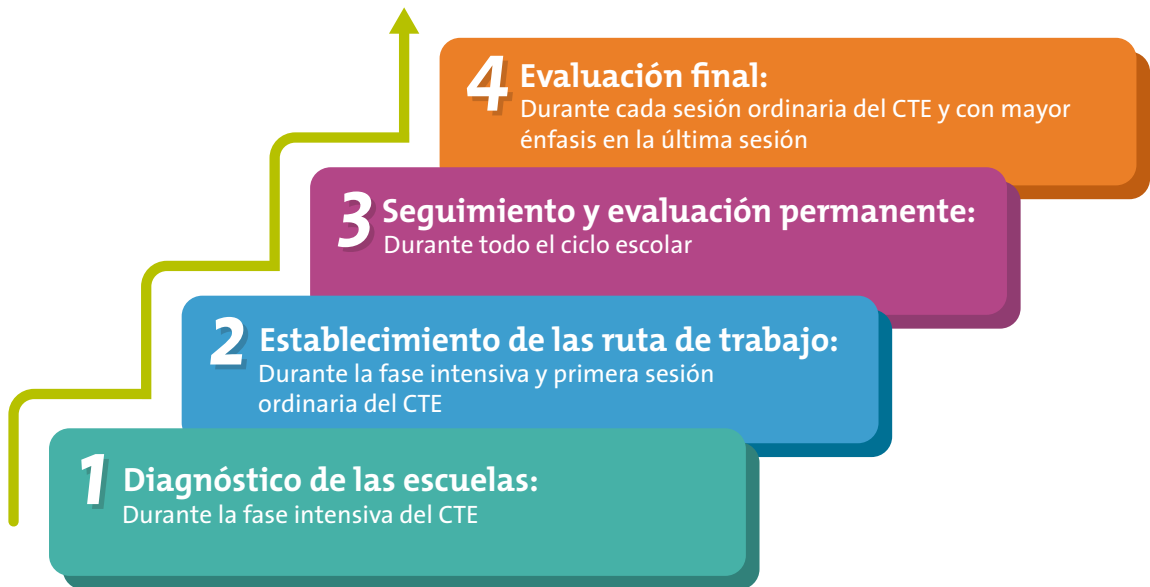 4 Evaluación final:
Durante cada sesión ordinaria del CTE y con mayor
énfasis en la última sesión
3 Seguimiento y evaluación permanente:
Durante todo el ciclo escolar
2 Establecimiento de las ruta de trabajo:
Durante la fase intensiva y primera sesión
ordinaria del CTE
1 Diagnóstico de las escuelas:
Durante la fase intensiva del CTE